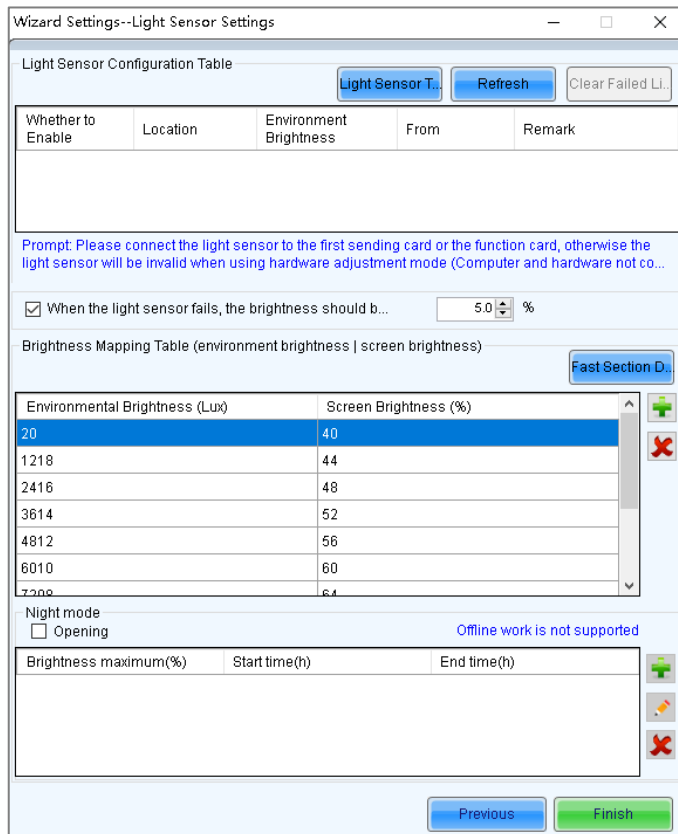 Wizard Settings--Light Sensor Settings
Light Sensor Configuration Table
Light Sensor T... Refresh Clear Failed Li...
Whether to Enable Location Environment Brightness From Remark
Prompt: Please connect the light sensor to the first sending card or the function card, otherwise the
light sensor will be invalid when using hardware adjustment mode (Computer and hardware not co...
When the light sensor fails, the brightness should b... 5.0 %
Brightness Mapping Table (environment brightness | screen brightness)
Fast Section D...
Environmental Brightness (Lux) Screen Brightness (%)
20 40
1218 44
2416 48
3614 52
4812 56
6010 60
7208 64
Night mode
Opening Offline work is not supported
Brightness maximum(%) Start time(h) End time(h)
Previous Finish